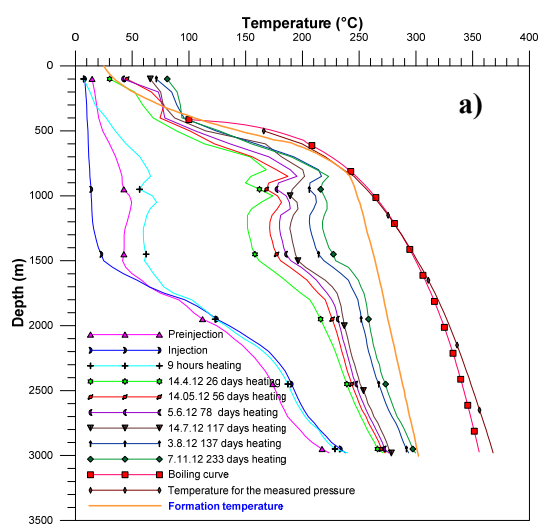 Temperature (°C)
0 50 100 150 200 250 300 350 400
a)
Depth (m)
0
500
1000
1500
2000
2500
3000
3500
Preinjection
Injection
9 hours heating
14.4.12 26 days heating
14.05.12 56 days heating
5.6.12 78 days heating
14.7.12 117 days heating
3.8.12 137 days heating
7.11.12 233 days heating
Boiling curve
Temperature for the measured pressure
Formation temperature